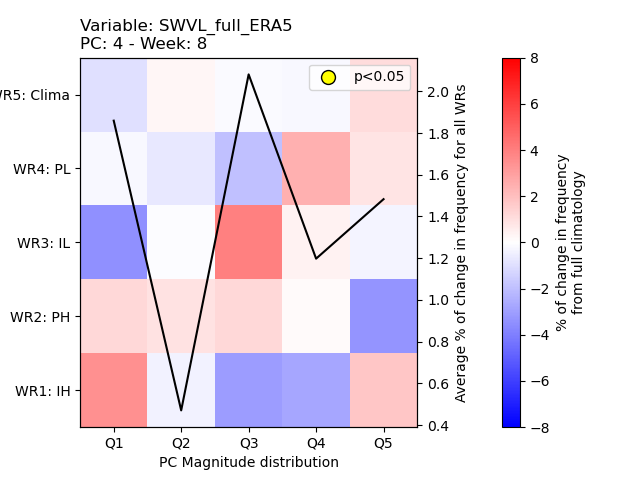 Variable: SWVL_full_ERA5
PC: 4 - Week: 8
p<0.05
WR5: Clima
WR4: PL
WR3: IL
WR2: PH
WR1: IH
Q1 Q2 Q3 Q4 Q5
PC Magnitude distribution
2.0
1.8
1.6
1.4
1.2
1.0
0.8
0.6
0.4
Average % of change in frequency for all WRs
8
6
4
2
0
−2
−4
−6
−8
% of change in frequency
from full climatology